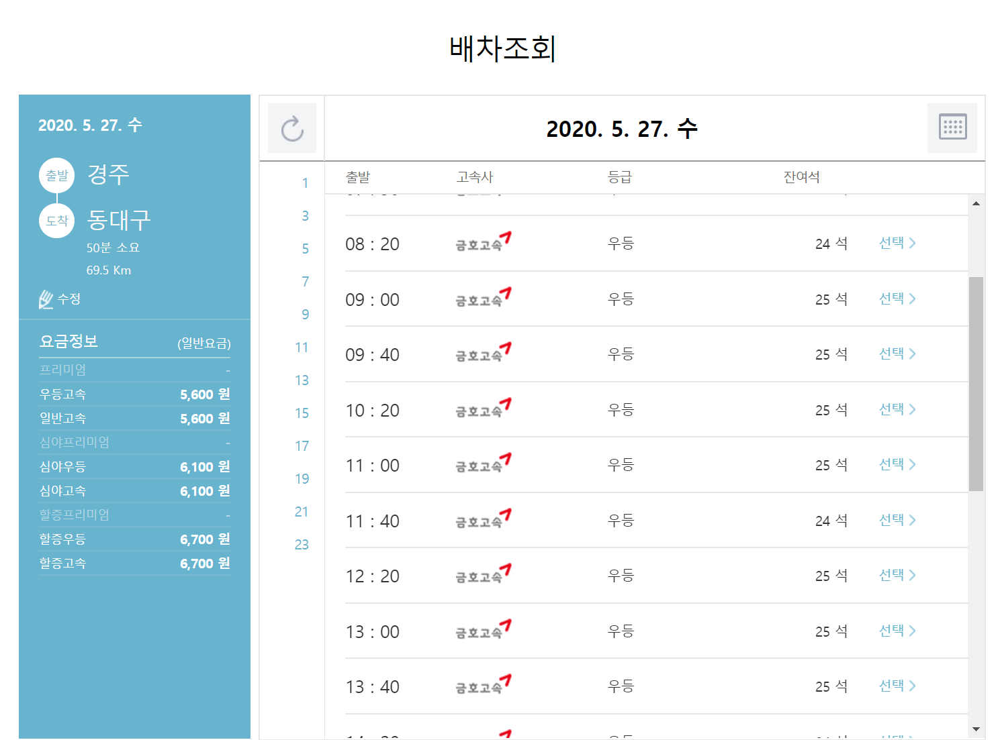 배차조회
2020. 5. 27. 수
출발 경주
도착 동대구
50분 소요
69.5 Km
수정
요금정보 (일반요금)
프리미엄 -
우등고속 5,600 원
일반고속 5,600 원
심야프리미엄 -
심야우등 6,100 원
심야고속 6,100 원
할증프리미엄 -
할증우등 6,700 원
할증고속 6,700 원
2020. 5. 27. 수
1
3
5
7
9
11
13
15
17
19
21
23
출발 고속사 등급 잔여석
08 : 20 금호고속 우등 24 석 선택
09 : 00 금호고속 우등 25 석 선택
09 : 40 금호고속 우등 25 석 선택
10 : 20 금호고속 우등 25 석 선택
11 : 00 금호고속 우등 25 석 선택
11 : 40 금호고속 우등 24 석 선택
12 : 20 금호고속 우등 25 석 선택
13 : 00 금호고속 우등 25 석 선택
13 : 40 금호고속 우등 25 석 선택